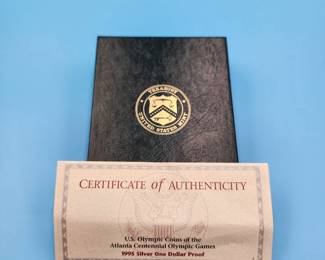 TREASURY
UNITED STATES MINT
CERTIFICATE of AUTHENTICITY
U.S. Olympic Coins of the
Atlanta Centennial Olympic Games
1995 Silver One Dollar Proof